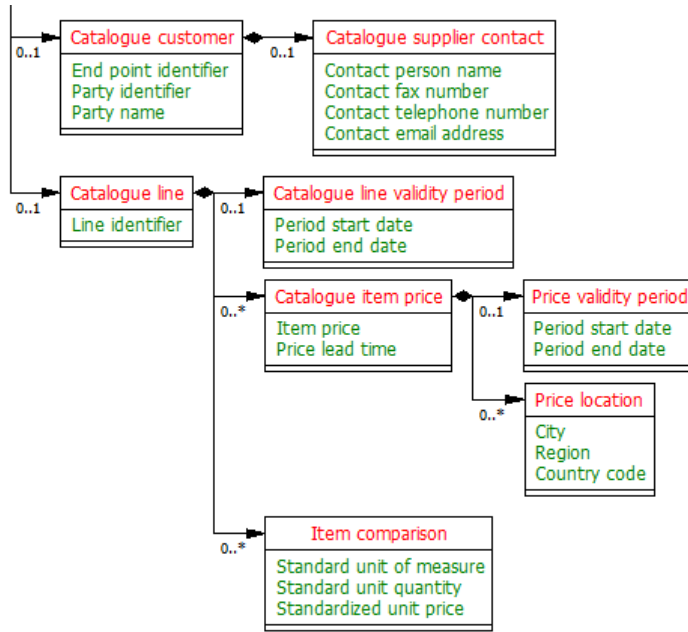 Catalogue customer
0..1
End point identifier
Party identifier
Party name
Catalogue supplier contact
0..1
Contact person name
Contact fax number
Contact telephone number
Contact email address
Catalogue line
0..1
Line identifier
Catalogue line validity period
0..1
Period start date
Period end date
Catalogue item price
0..*
Item price
Price lead time
Price validity period
0..1
Period start date
Period end date
Price location
0..*
City
Region
Country code
Item comparison
0..*
Standard unit of measure
Standard unit quantity
Standardized unit price